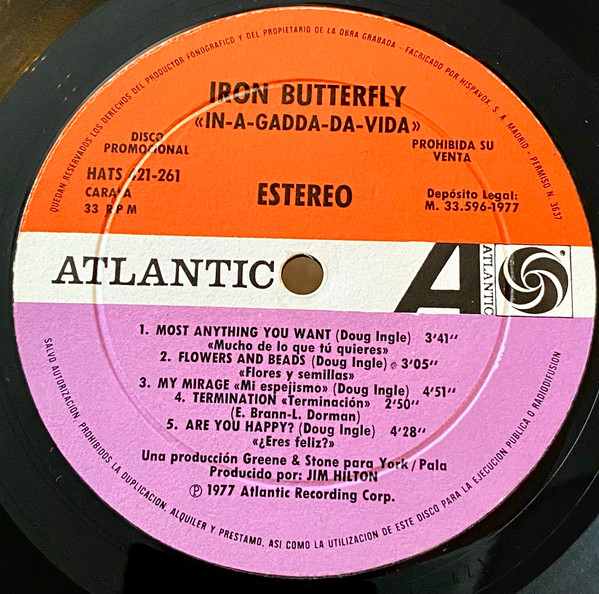 QUEDAN RESERVADOS LOS DERECHOS DEL PRODUCTOR FONOGRAFICO Y DEL PROPIETARIO DE LA OBRA GRABADA - FABRICADO POR HISPAVOX, S. A. MADRID - PERMISO N. 3637
IRON BUTTERFLY
«IN-A-GADDA-DA-VIDA»
DISCO
PROMOCIONAL
PROHIBIDA SU
VENTA
HATS 421-261
CARA A
33 RPM
ESTEREO
Depósito Legal:
M. 33.596-1977
ATLANTIC
A
ATLANTIC
1. MOST ANYTHING YOU WANT (Doug Ingle) 3'41''
«Mucho de lo que tú quieres»
2. FLOWERS AND BEADS (Doug Ingle) 3'05''
«Flores y semillas»
3. MY MIRAGE «Mi espejismo» (Doug Ingle) 4'51''
4. TERMINATION «Terminación» 2'50''
(E. Brann-L. Dorman)
5. ARE YOU HAPPY? (Doug Ingle) 4'28''
«¿Eres feliz?»
Una producción Greene & Stone para York / Pala
Producido por: JIM HILTON
Ⓟ 1977 Atlantic Recording Corp.
SALVO AUTORIZACION, PROHIBIDOS LA DUPLICACION, ALQUILER Y PRESTAMO, ASI COMO LA UTILIZACION DE ESTE DISCO PARA LA EJECUCION PUBLICA O RADIODIFUSION